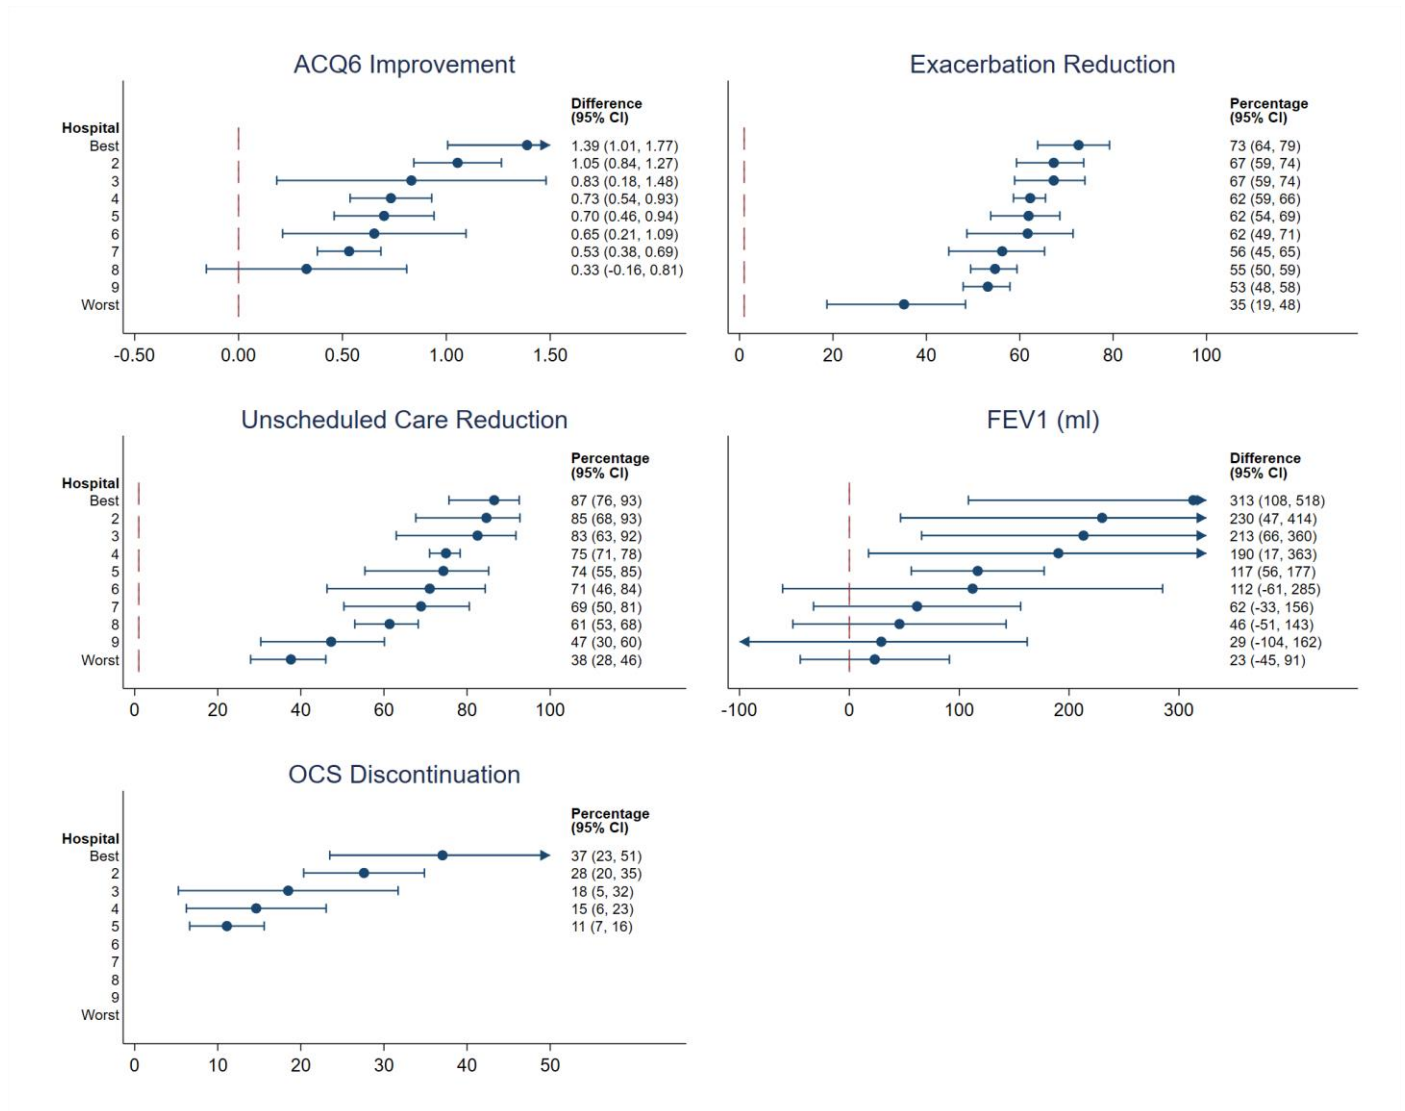 ACQ6 Improvement
Difference
(95% CI)
Hospital
Best 1.39 (1.01, 1.77)
2 1.05 (0.84, 1.27)
3 0.83 (0.18, 1.48)
4 0.73 (0.54, 0.93)
5 0.70 (0.46, 0.94)
6 0.65 (0.21, 1.09)
7 0.53 (0.38, 0.69)
8 0.33 (-0.16, 0.81)
9
Worst
-0.50 0.00 0.50 1.00 1.50
Exacerbation Reduction
Percentage
(95% CI)
73 (64, 79)
67 (59, 74)
67 (59, 74)
62 (59, 66)
62 (54, 69)
62 (49, 71)
56 (45, 65)
55 (50, 59)
53 (48, 58)
35 (19, 48)
0 20 40 60 80 100
Unscheduled Care Reduction
Percentage
(95% CI)
Hospital
Best 87 (76, 93)
2 85 (68, 93)
3 83 (63, 92)
4 75 (71, 78)
5 74 (55, 85)
6 71 (46, 84)
7 69 (50, 81)
8 61 (53, 68)
9 47 (30, 60)
Worst 38 (28, 46)
0 20 40 60 80 100
FEV1 (ml)
Difference
(95% CI)
313 (108, 518)
230 (47, 414)
213 (66, 360)
190 (17, 363)
117 (56, 177)
112 (-61, 285)
62 (-33, 156)
46 (-51, 143)
29 (-104, 162)
23 (-45, 91)
-100 0 100 200 300
OCS Discontinuation
Percentage
(95% CI)
Hospital
Best 37 (23, 51)
2 28 (20, 35)
3 18 (5, 32)
4 15 (6, 23)
5 11 (7, 16)
6
7
8
9
Worst
0 10 20 30 40 50